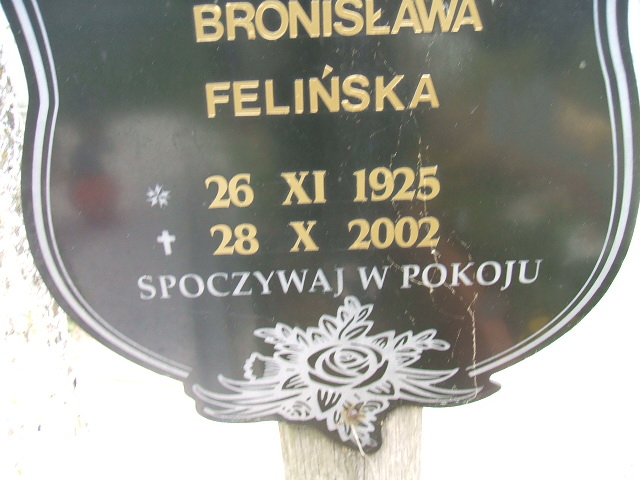 BRONISŁAWA
FELIŃSKA
26 XI 1925
28 X 2002
SPOCZYWAJ W POKOJU